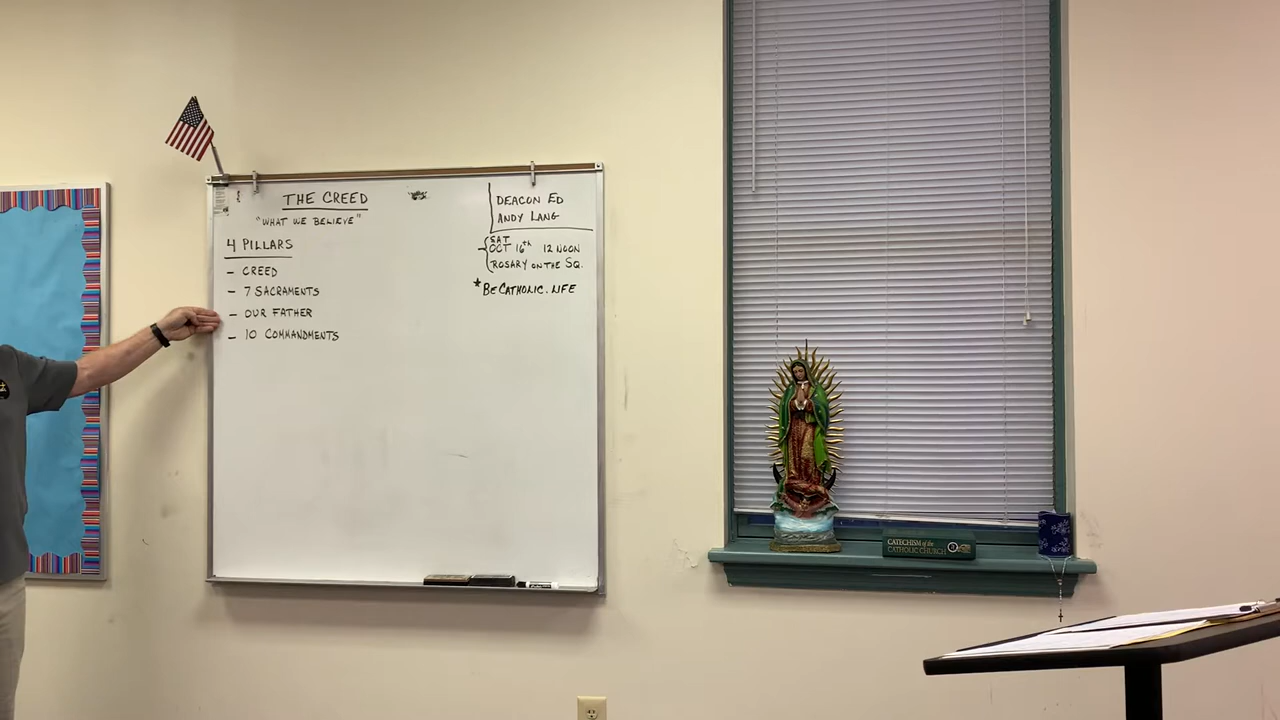 THE CREED
"WHAT WE BELIEVE"
4 PILLARS
- CREED
- 7 SACRAMENTS
- OUR FATHER
- 10 COMMANDMENTS
DEACON ED
ANDY LANG
SAT
OCT 16th 12 NOON
ROSARY ON THE SQ.
*BECATHOLIC.LIFE
CATECHISM of the
CATHOLIC CHURCH